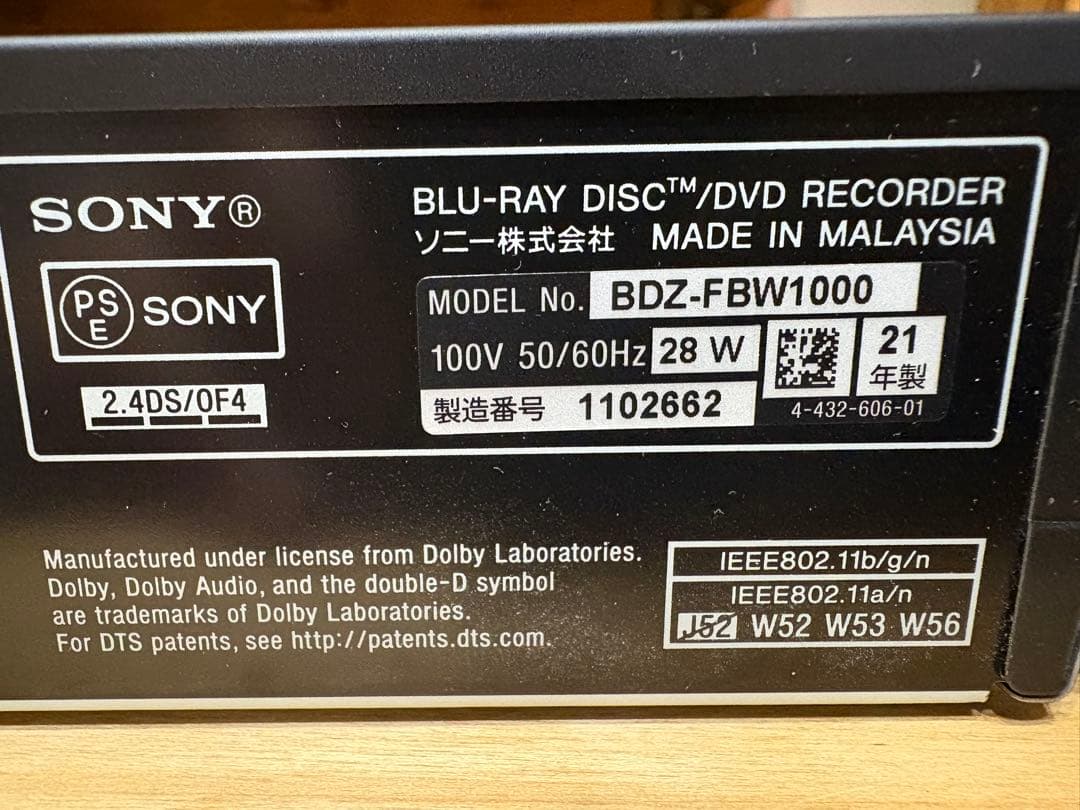 SONY®
BLU-RAY DISC™/DVD RECORDER
ソニー株式会社 MADE IN MALAYSIA
PSE SONY
MODEL No. BDZ-FBW1000
100V 50/60Hz 28 W
21
年製
2.4DS/OF4
製造番号 1102662
4-432-606-01
Manufactured under license from Dolby Laboratories.
Dolby, Dolby Audio, and the double-D symbol
are trademarks of Dolby Laboratories.
For DTS patents, see http://patents.dts.com.
IEEE802.11b/g/n
IEEE802.11a/n
J52 W52 W53 W56